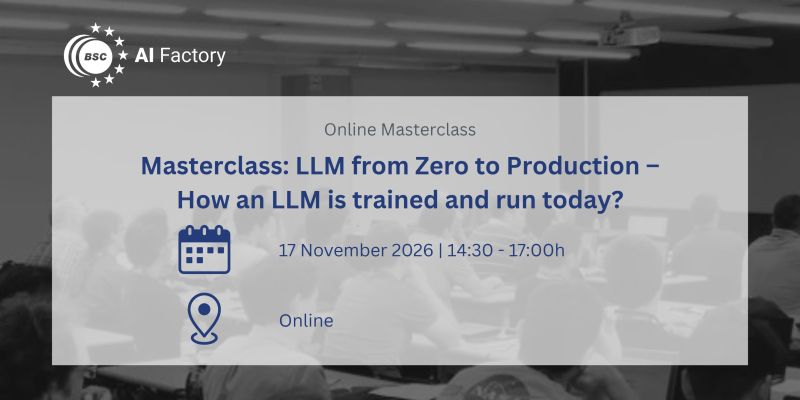 BSC AI Factory
Online Masterclass
Masterclass: LLM from Zero to Production –
How an LLM is trained and run today?
17 November 2026 | 14:30 - 17:00h
Online